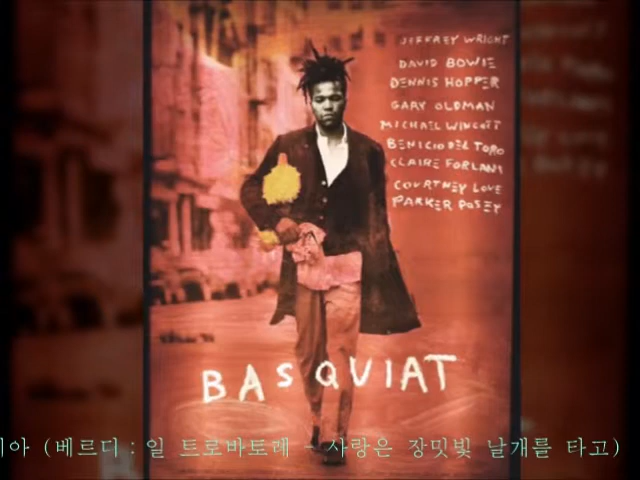 JEFFREY WRIGHT
DAVID BOWIE
DENNIS HOPPER
GARY OLDMAN
MICHAEL WINCOTT
BENICIO DEL TORO
CLAIRE FORLANI
COURTNEY LOVE
PARKER POSEY
BASQUIAT
아 (베르디 : 일 트로바토레 - 사랑은 장밋빛 날개를 타고)